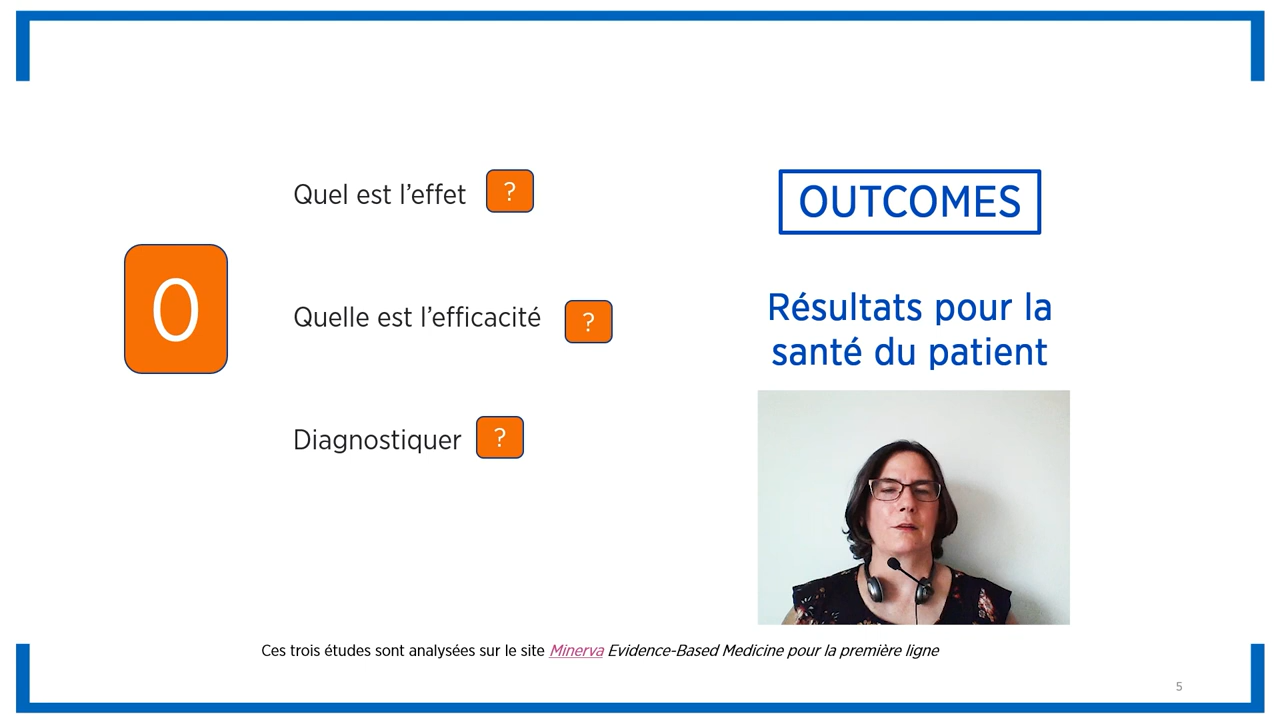 Quel est l’effet ?
OUTCOMES
O
Quelle est l’efficacité ?
Résultats pour la
santé du patient
Diagnostiquer ?
Ces trois études sont analysées sur le site Minerva Evidence-Based Medicine pour la première ligne
5